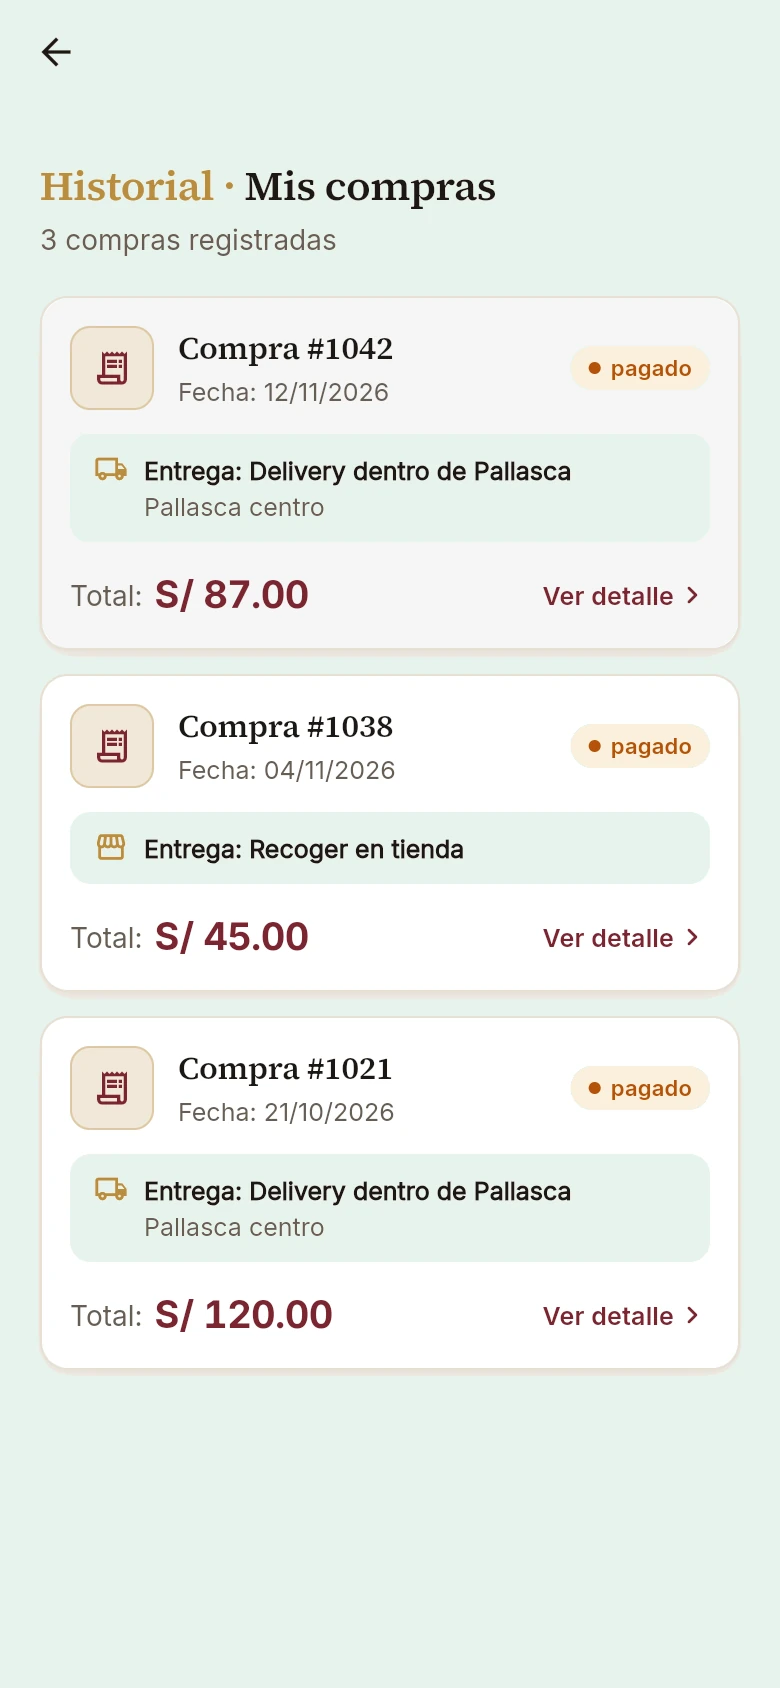 Historial · Mis compras
3 compras registradas
Compra #1042
Fecha: 12/11/2026
pagado
Entrega: Delivery dentro de Pallasca
Pallasca centro
Total: S/ 87.00
Ver detalle
Compra #1038
Fecha: 04/11/2026
pagado
Entrega: Recoger en tienda
Total: S/ 45.00
Ver detalle
Compra #1021
Fecha: 21/10/2026
pagado
Entrega: Delivery dentro de Pallasca
Pallasca centro
Total: S/ 120.00
Ver detalle